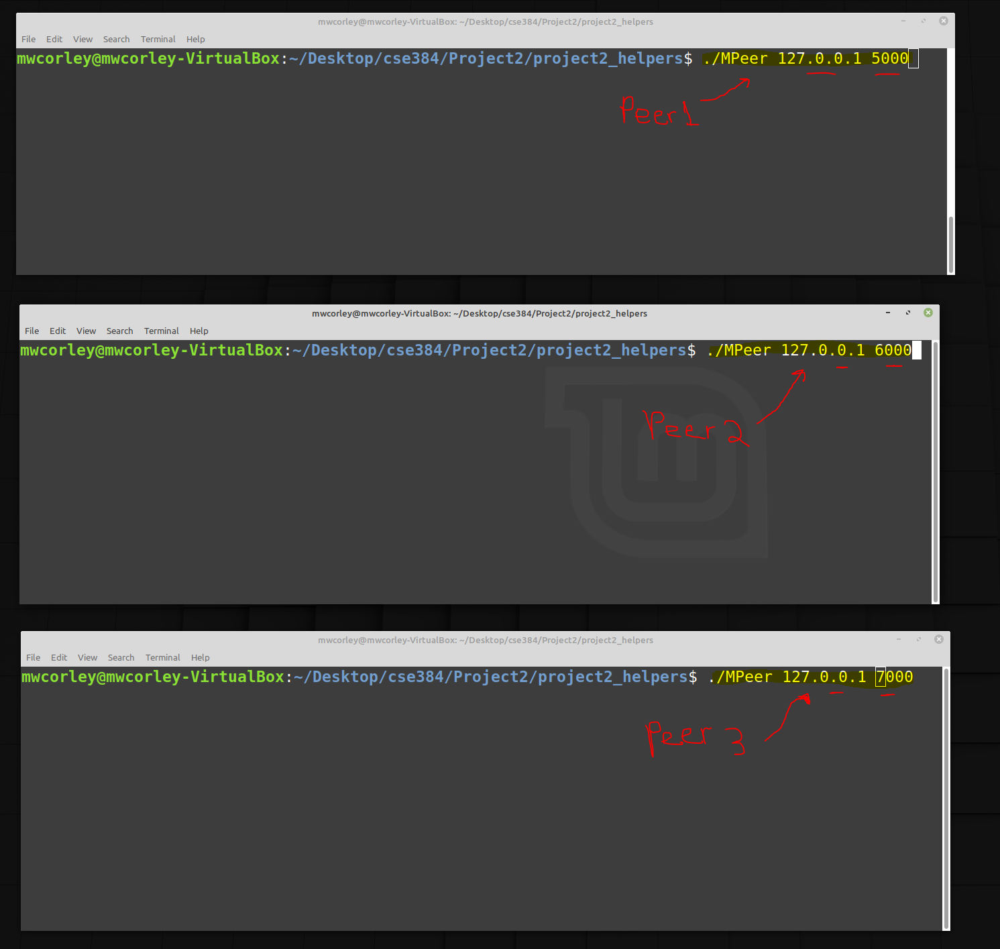 mwcorley@mwcorley-VirtualBox: ~/Desktop/cse384/Project2/project2_helpers
File Edit View Search Terminal Help
mwcorley@mwcorley-VirtualBox:~/Desktop/cse384/Project2/project2_helpers$ ./MPeer 127.0.0.1 5000
Peer1
mwcorley@mwcorley-VirtualBox: ~/Desktop/cse384/Project2/project2_helpers
File Edit View Search Terminal Help
mwcorley@mwcorley-VirtualBox:~/Desktop/cse384/Project2/project2_helpers$ ./MPeer 127.0.0.1 6000
Peer2
mwcorley@mwcorley-VirtualBox: ~/Desktop/cse384/Project2/project2_helpers
File Edit View Search Terminal Help
mwcorley@mwcorley-VirtualBox:~/Desktop/cse384/Project2/project2_helpers$ ./MPeer 127.0.0.1 7000
Peer 3